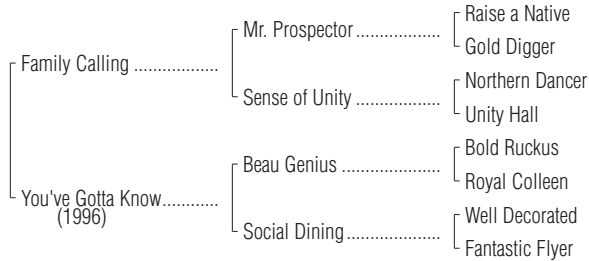 Raise a Native
Mr. Prospector ..................
Gold Digger
Family Calling ..................
Northern Dancer
Sense of Unity ..................
Unity Hall
Bold Ruckus
Beau Genius .....................
Royal Colleen
You've Gotta Know............
(1996)
Well Decorated
Social Dining....................
Fantastic Flyer